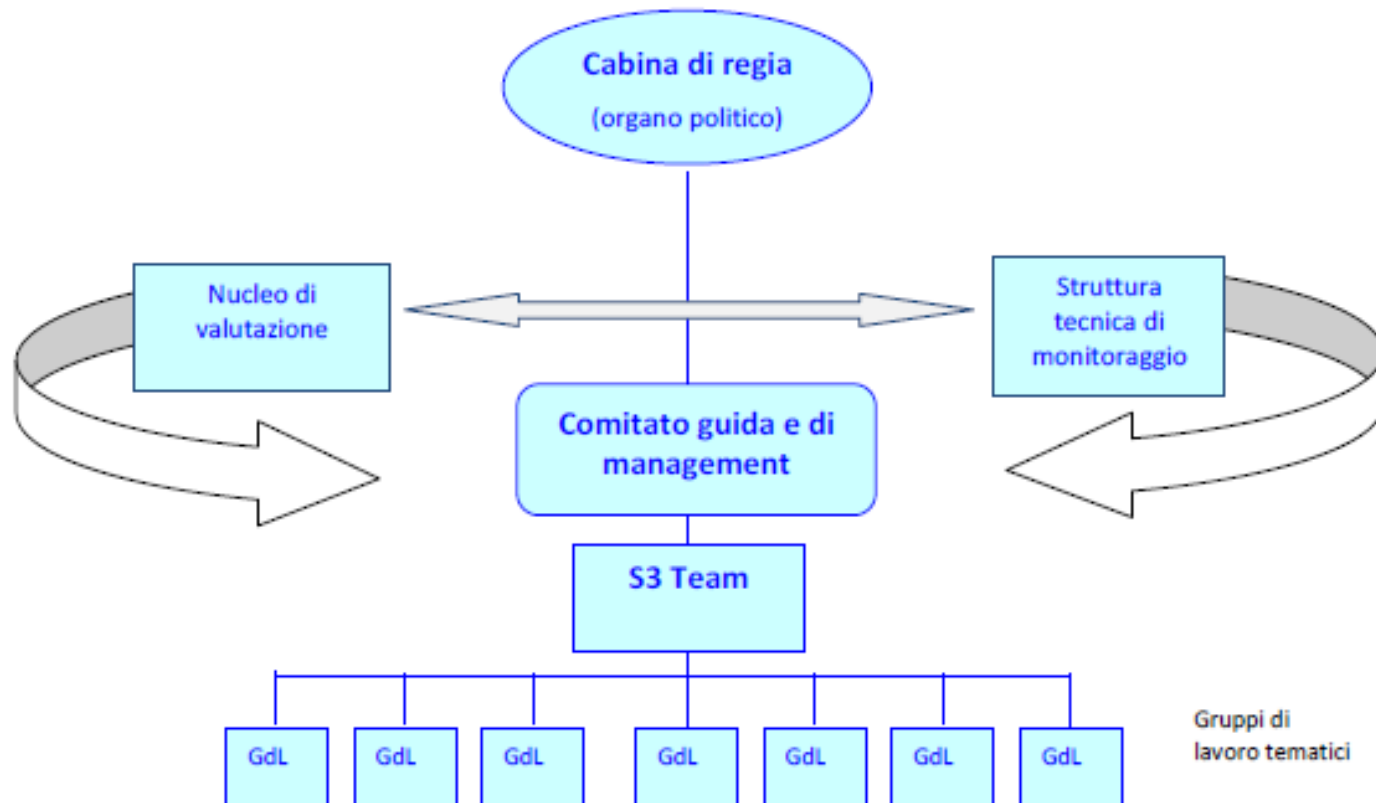 Cabina di regia
(organo politico)
Nucleo di
valutazione
Struttura
tecnica di
monitoraggio
Comitato guida e di
management
S3 Team
GdL
GdL
GdL
GdL
GdL
GdL
GdL
Gruppi di
lavoro tematici